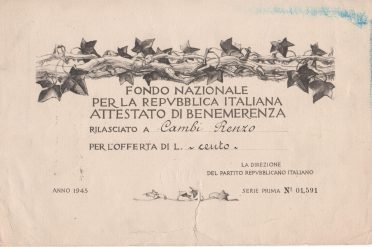 FONDO NAZIONALE
PER LA REPVBBLICA ITALIANA
ATTESTATO DI BENEMERENZA
RILASCIATO A Cambi Renzo
PER L'OFFERTA DI L. = cento =
LA DIREZIONE
DEL PARTITO REPUBBLICANO ITALIANO
ANNO 1945
SERIE PRIMA Nº 01,591